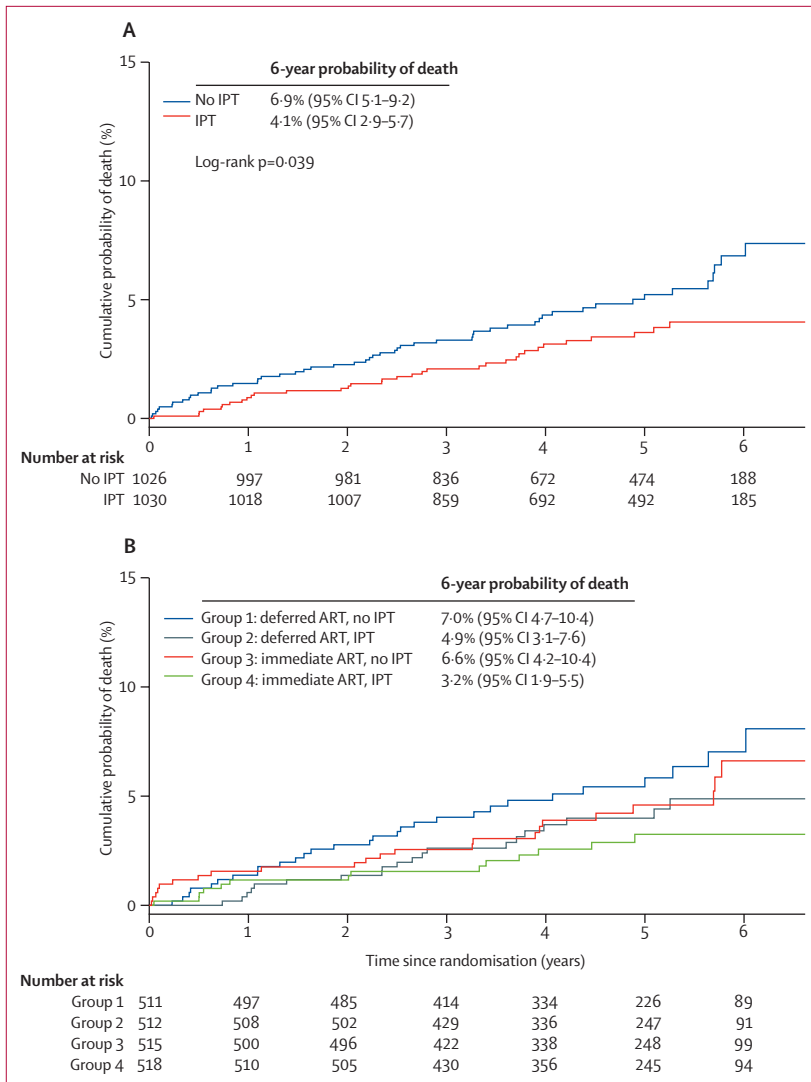 A
15
10
5
0
Cumulative probability of death (%)
6-year probability of death
No IPT 6·9% (95% CI 5·1–9·2)
IPT 4·1% (95% CI 2·9–5·7)
Log-rank p=0·039
0 1 2 3 4 5 6
Number at risk
No IPT 1026 997 981 836 672 474 188
IPT 1030 1018 1007 859 692 492 185
B
15
10
5
0
Cumulative probability of death (%)
6-year probability of death
Group 1: deferred ART, no IPT 7·0% (95% CI 4·7–10·4)
Group 2: deferred ART, IPT 4·9% (95% CI 3·1–7·6)
Group 3: immediate ART, no IPT 6·6% (95% CI 4·2–10·4)
Group 4: immediate ART, IPT 3·2% (95% CI 1·9–5·5)
0 1 2 3 4 5 6
Time since randomisation (years)
Number at risk
Group 1 511 497 485 414 334 226 89
Group 2 512 508 502 429 336 247 91
Group 3 515 500 496 422 338 248 99
Group 4 518 510 505 430 356 245 94